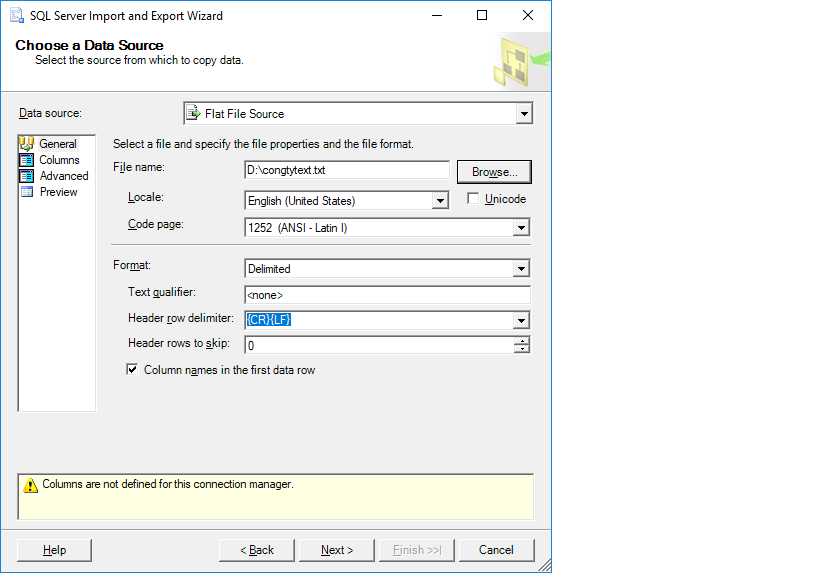 SQL Server Import and Export Wizard
Choose a Data Source
Select the source from which to copy data.
Data source: Flat File Source
General
Columns
Advanced
Preview
Select a file and specify the file properties and the file format.
File name: D:\congtytext.txt Browse...
Locale: English (United States) Unicode
Code page: 1252 (ANSI - Latin I)
Format: Delimited
Text qualifier: <none>
Header row delimiter: {CR}{LF}
Header rows to skip: 0
Column names in the first data row
Columns are not defined for this connection manager.
Help < Back Next > Finish >>| Cancel